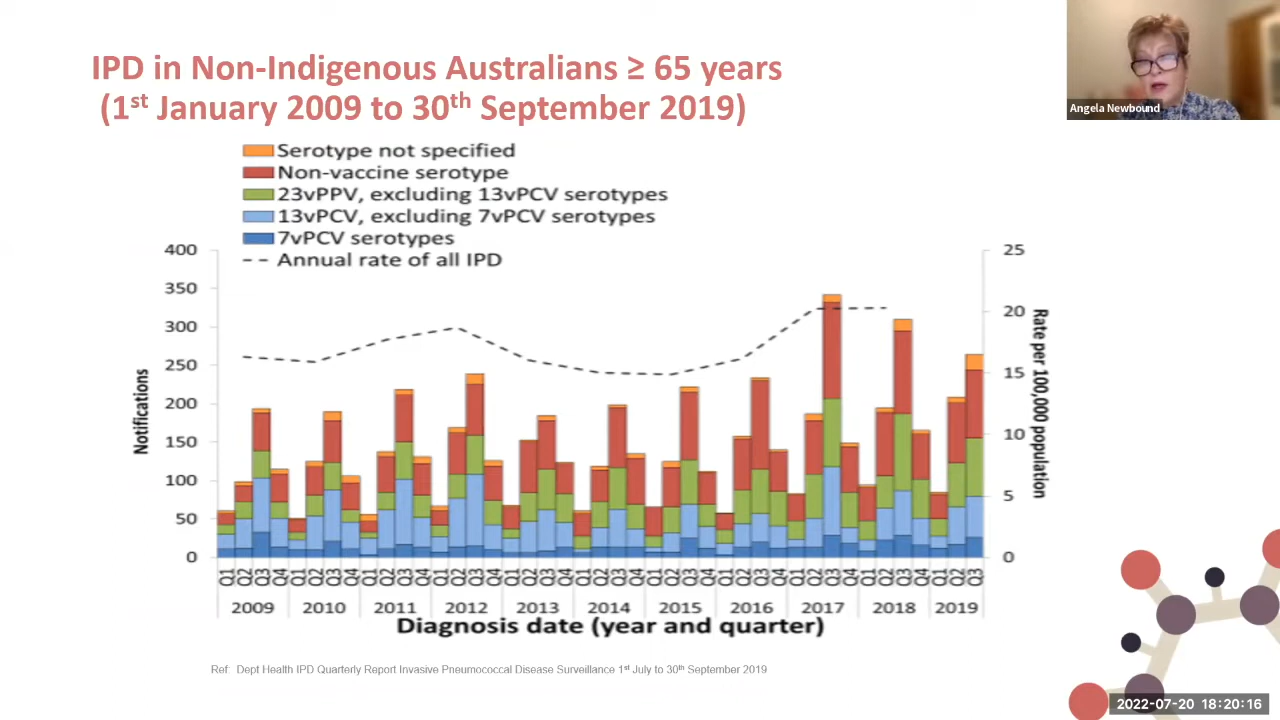 IPD in Non-Indigenous Australians ≥ 65 years
(1st January 2009 to 30th September 2019)
Angela Newbound
Serotype not specified
Non-vaccine serotype
23vPPV, excluding 13vPCV serotypes
13vPCV, excluding 7vPCV serotypes
7vPCV serotypes
Annual rate of all IPD
400
350
300
250
200
150
100
50
0
Notifications
25
20
15
10
5
0
Rate per 100,000 population
Q1 Q2 Q3 Q4 Q1 Q2 Q3 Q4 Q1 Q2 Q3 Q4 Q1 Q2 Q3 Q4 Q1 Q2 Q3 Q4 Q1 Q2 Q3 Q4 Q1 Q2 Q3 Q4 Q1 Q2 Q3 Q4 Q1 Q2 Q3 Q4 Q1 Q2 Q3 Q4 Q1 Q2 Q3
2009 2010 2011 2012 2013 2014 2015 2016 2017 2018 2019
Diagnosis date (year and quarter)
Ref: Dept Health IPD Quarterly Report Invasive Pneumococcal Disease Surveillance 1st July to 30th September 2019
2022-07-20 18:20:16